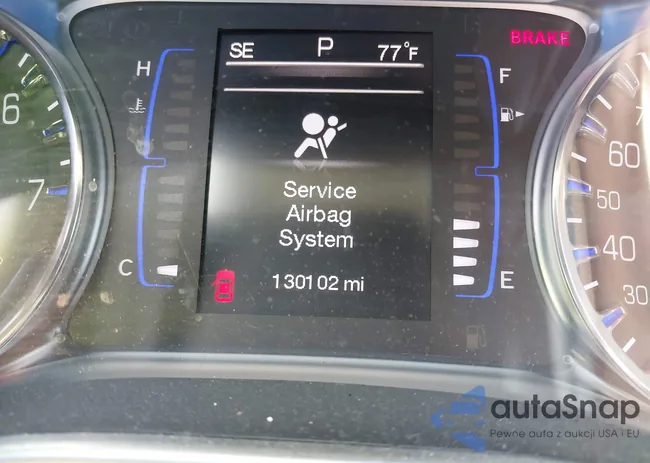 BRAKE
SE P 77°F
H F
6
7
60
50
Service
Airbag
System
40
C E
130102 mi
30
autaSnap
Pewne auta z aukcji USA i EU